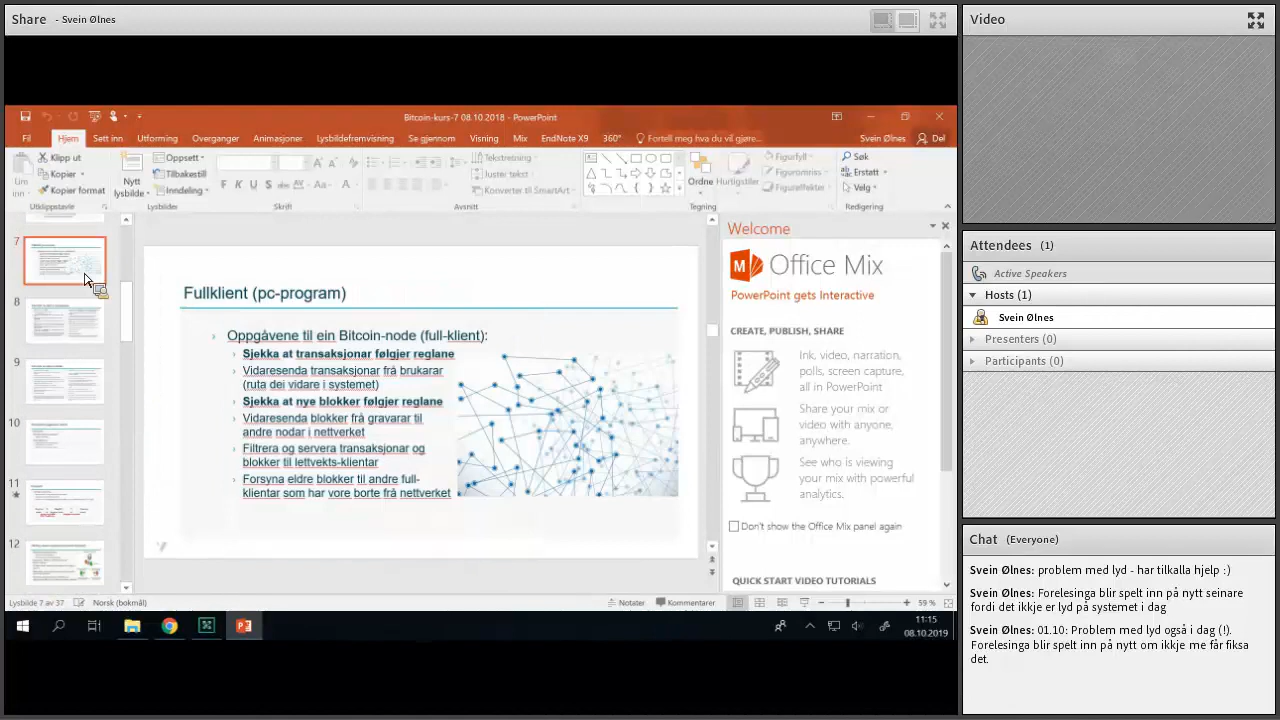 Share - Svein Ølnes
Video
Bitcoin-kurs-7 08.10.2018 - PowerPoint
Fil Hjem Sett inn Utforming Overganger Animasjoner Lysbildefremvisning Se gjennom Visning Mix EndNote X9 360° Fortell meg hva du vil gjøre... Svein Ølnes Del
Lim inn
Klipp ut
Kopier
Kopier format
Utklippstavle
Nytt lysbilde
Oppsett
Tilbakestill
Inndeling
Lysbilder
F K U S abc AV Aa A
Skrift
Tekstretning
Juster tekst
Konverter til SmartArt
Avsnitt
Ordne Hurtigstiler
Figurfyll
Figuromriss
Figureffekter
Tegning
Søk
Erstatt
Velg
Redigering
7
8
9
10
11
12
Fullklient (pc-program)
Oppgåvene til ein Bitcoin-node (full-klient):
Sjekka at transaksjonar følgjer reglane
Vidaresenda transaksjonar frå brukarar
(ruta dei vidare i systemet)
Sjekka at nye blokker følgjer reglane
Vidaresenda blokker frå gravarar til
andre nodar i nettverket
Filtrera og servera transaksjonar og
blokker til lettvekts-klientar
Forsyna eldre blokker til andre full-
klientar som har vore borte frå nettverket
Welcome
Office Mix
PowerPoint gets Interactive
CREATE, PUBLISH, SHARE
Ink, video, narration,
polls, screen capture,
all in PowerPoint
Share your mix or
video with anyone,
anywhere.
See who is viewing
your mix with powerful
analytics.
Don't show the Office Mix panel again
QUICK START VIDEO TUTORIALS
Lysbilde 7 av 37 Norsk (bokmål) Notater Kommentarer 59 %
11:15
08.10.2019
Attendees (1)
Active Speakers
Hosts (1)
Svein Ølnes
Presenters (0)
Participants (0)
Chat (Everyone)
Svein Ølnes: problem med lyd - har tilkalla hjelp :)
Svein Ølnes: Forelesinga blir spelt inn på nytt seinare
fordi det ikkje er lyd på systemet i dag
Svein Ølnes: 01.10: Problem med lyd også i dag (!).
Forelesinga blir spelt inn på nytt om ikkje me får fiksa
det.